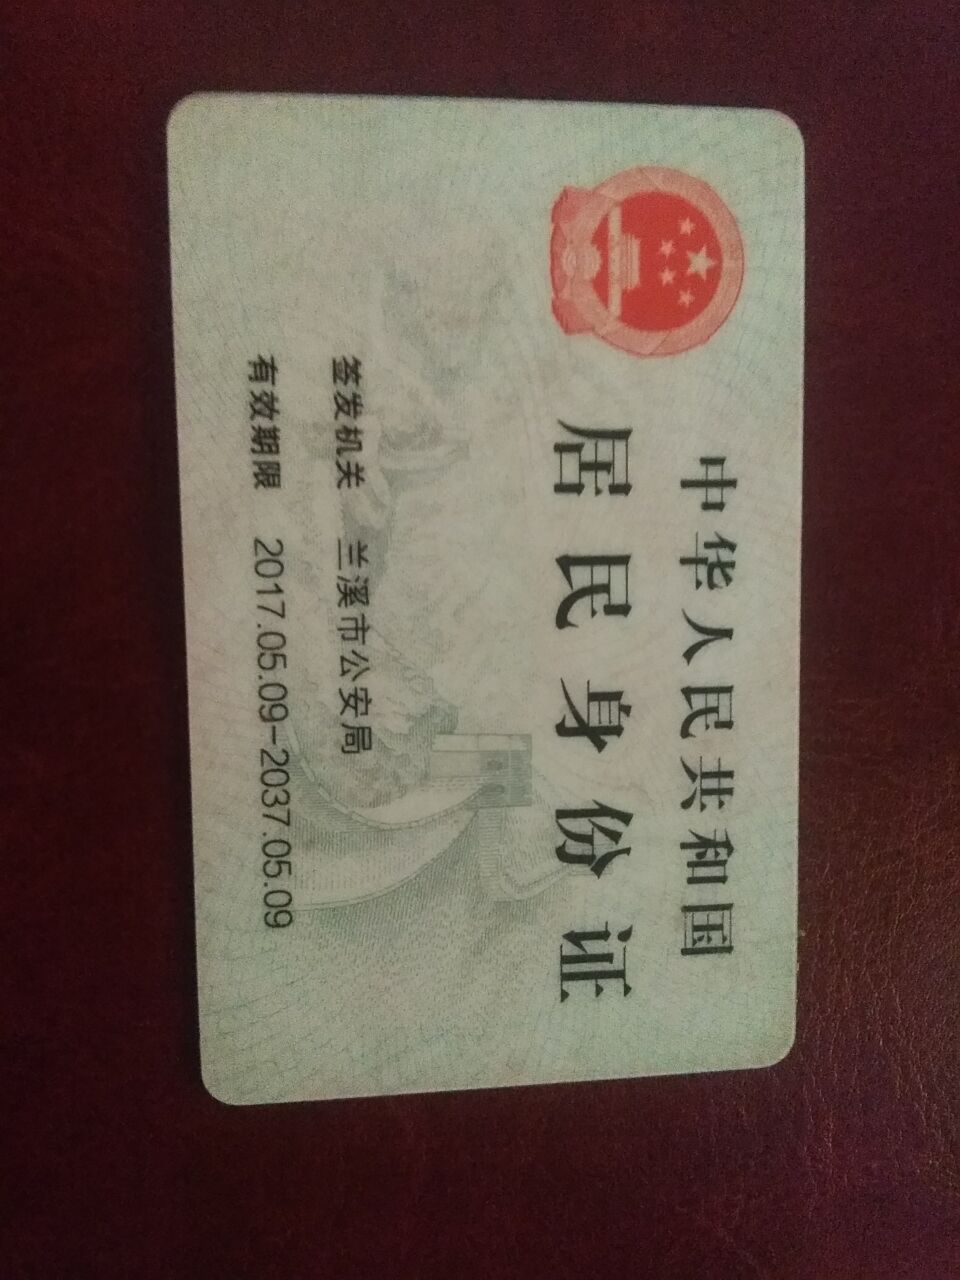 中华人民共和国
居民身份证
签发机关 兰溪市公安局
有效期限 2017.05.09-2037.05.09